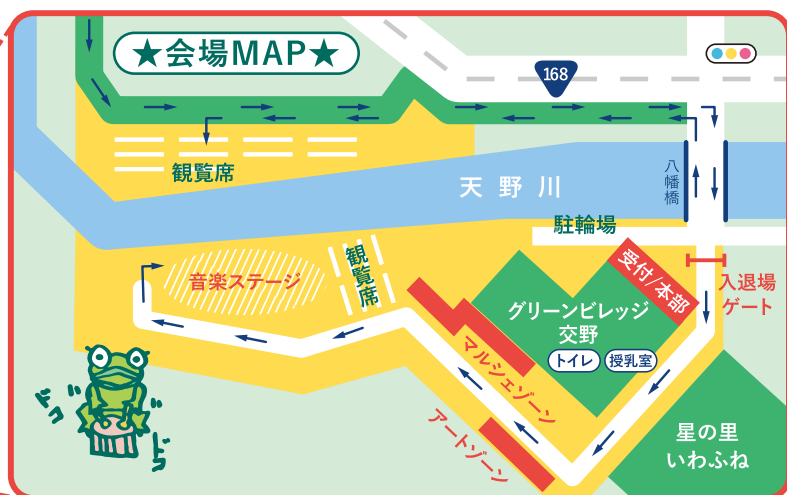 ★会場MAP★
168
観覧席
天野川
八幡橋
駐輪場
観覧席
音楽ステージ
受付/本部
入退場
ゲート
グリーンビレッジ
交野
トイレ
授乳室
マルシェゾーン
アートゾーン
星の里
いわふね
ドコ
ドコ